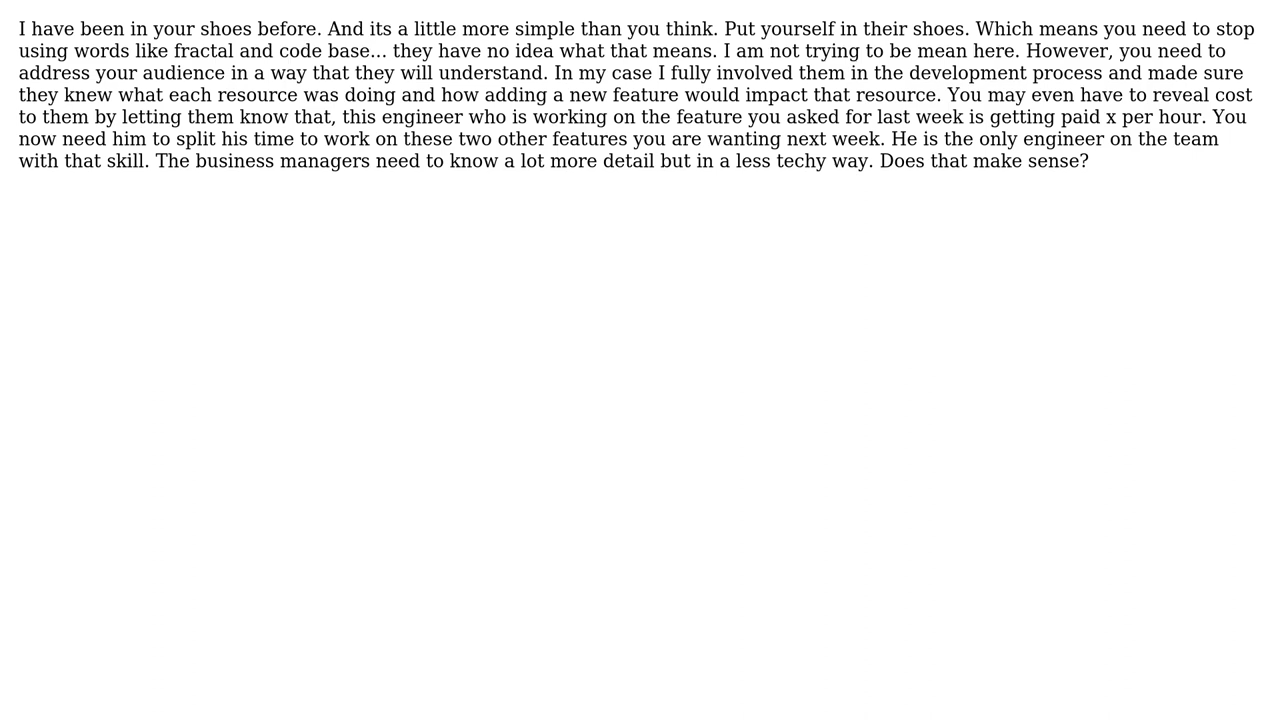 I have been in your shoes before. And its a little more simple than you think. Put yourself in their shoes. Which means you need to stop
using words like fractal and code base... they have no idea what that means. I am not trying to be mean here. However, you need to
address your audience in a way that they will understand. In my case I fully involved them in the development process and made sure
they knew what each resource was doing and how adding a new feature would impact that resource. You may even have to reveal cost
to them by letting them know that, this engineer who is working on the feature you asked for last week is getting paid x per hour. You
now need him to split his time to work on these two other features you are wanting next week. He is the only engineer on the team
with that skill. The business managers need to know a lot more detail but in a less techy way. Does that make sense?